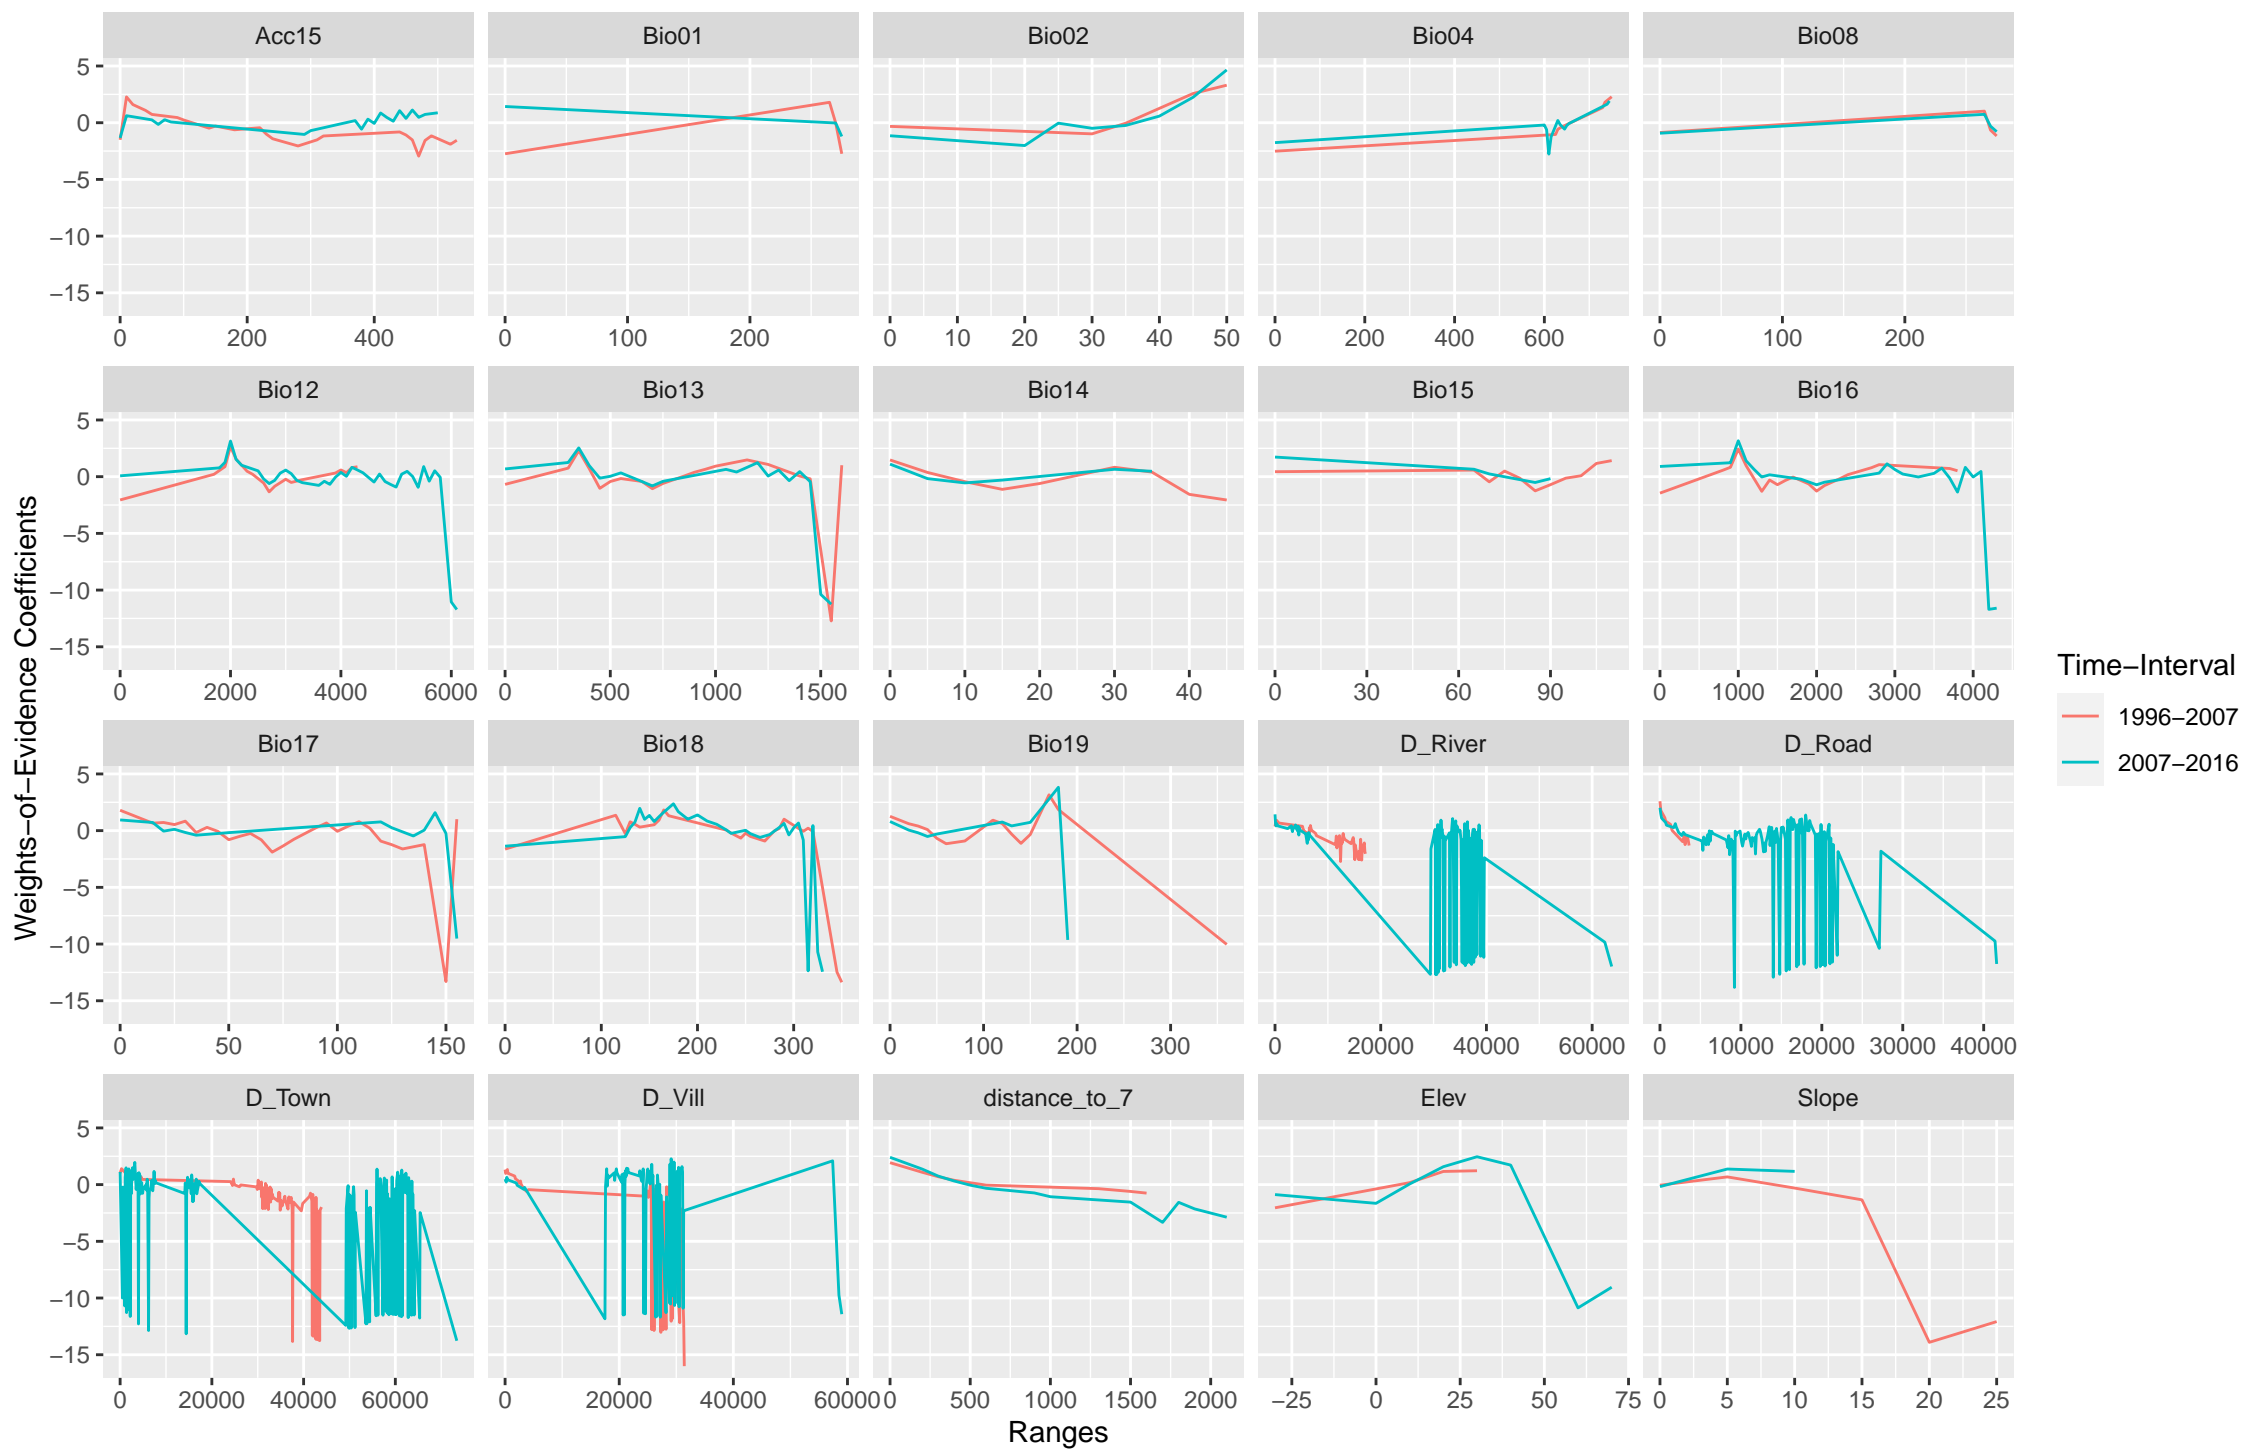 Acc15 Bio01 Bio02 Bio04 Bio08
5
0
−5
−10
−15
0 200 400 0 100 200 0 10 20 30 40 50 0 200 400 600 0 100 200
Bio12 Bio13 Bio14 Bio15 Bio16
5
0
−5
−10
−15
0 2000 4000 6000 0 500 1000 1500 0 10 20 30 40 0 30 60 90 0 1000 2000 3000 4000
Bio17 Bio18 Bio19 D_River D_Road
5
0
−5
−10
−15
0 50 100 150 0 100 200 300 0 100 200 300 0 20000 40000 60000 0 10000 20000 30000 40000
D_Town D_Vill distance_to_7 Elev Slope
5
0
−5
−10
−15
0 20000 40000 60000 0 20000 40000 60000 0 500 1000 1500 2000 −25 0 25 50 75 0 5 10 15 20 25
Ranges
Weights−of−Evidence Coefficients
Time−Interval
1996−2007
2007−2016